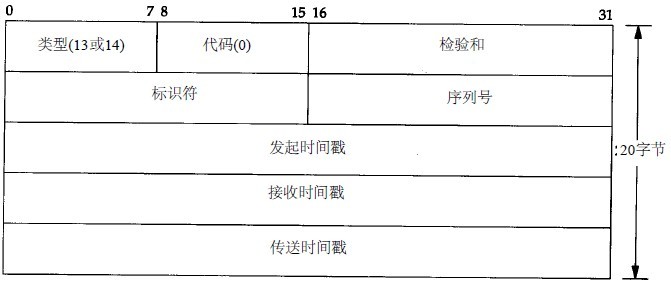 0 7 8 15 16 31
类型(13或14) 代码(0) 检验和
标识符 序列号
发起时间戳
20字节
接收时间戳
传送时间戳